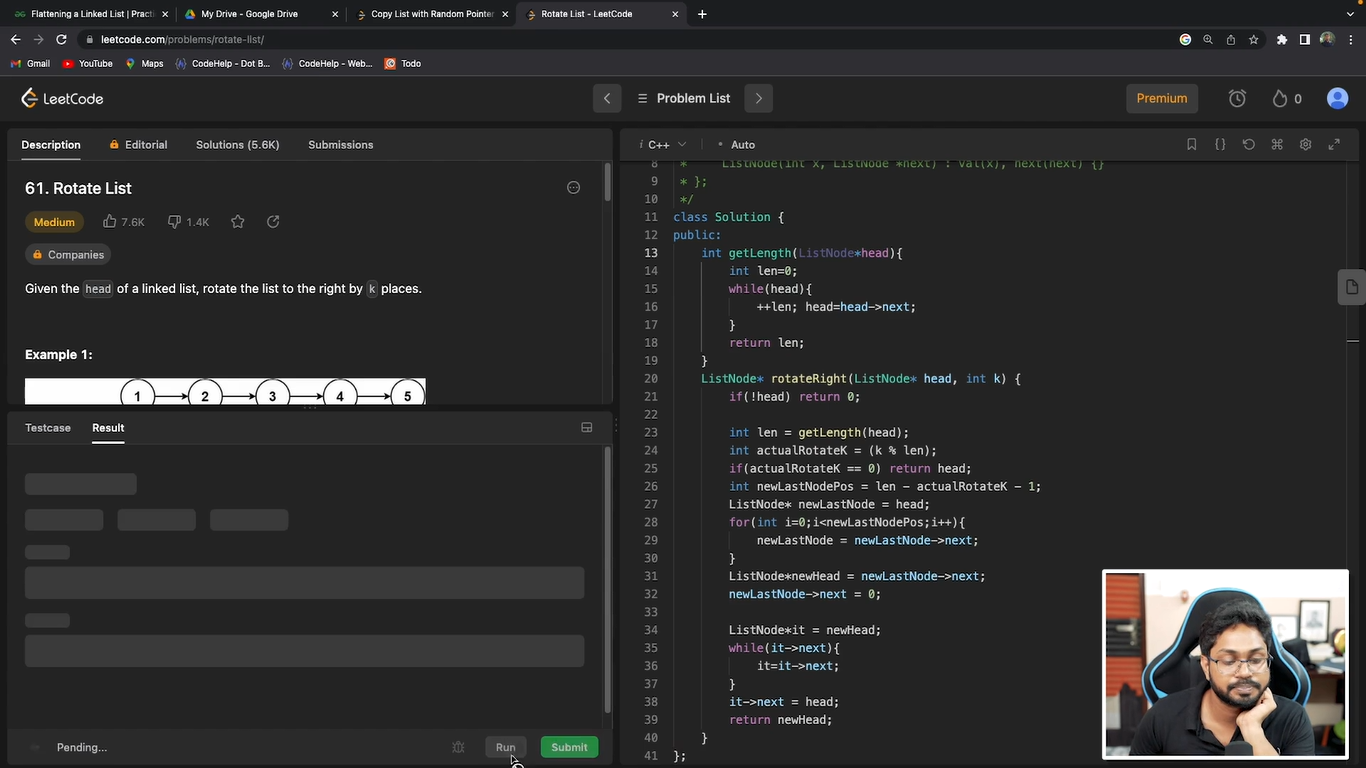 Flattening a Linked List | Practi
My Drive - Google Drive
Copy List with Random Pointer
Rotate List - LeetCode
leetcode.com/problems/rotate-list/
Gmail
YouTube
Maps
CodeHelp - Dot B...
CodeHelp - Web...
Todo
LeetCode
Problem List
Premium
0
Description
Editorial
Solutions (5.6K)
Submissions
61. Rotate List
Medium
7.6K
1.4K
Companies
Given the head of a linked list, rotate the list to the right by k places.
Example 1:
1 2 3 4 5
Testcase
Result
Pending...
Run
Submit
i C++
• Auto
8 *     ListNode(int x, ListNode *next) : val(x), next(next) {}
9 * };
10 */
11 class Solution {
12 public:
13     int getLength(ListNode*head){
14         int len=0;
15         while(head){
16             ++len; head=head->next;
17         }
18         return len;
19     }
20     ListNode* rotateRight(ListNode* head, int k) {
21         if(!head) return 0;
22
23         int len = getLength(head);
24         int actualRotateK = (k % len);
25         if(actualRotateK == 0) return head;
26         int newLastNodePos = len - actualRotateK - 1;
27         ListNode* newLastNode = head;
28         for(int i=0;i<newLastNodePos;i++){
29             newLastNode = newLastNode->next;
30         }
31         ListNode*newHead = newLastNode->next;
32         newLastNode->next = 0;
33
34         ListNode*it = newHead;
35         while(it->next){
36             it=it->next;
37         }
38         it->next = head;
39         return newHead;
40     }
41 };